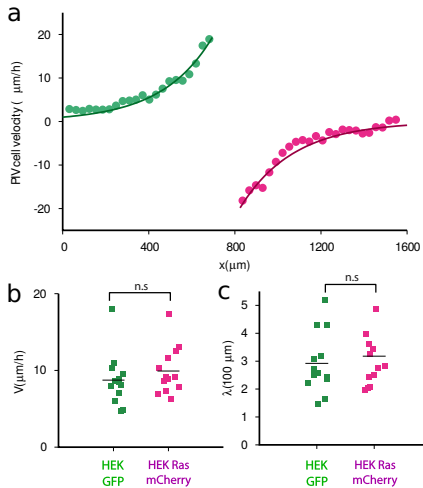 a
PIV cell velocity ( μm/h)
20
10
0
-10
-20
0
400
800
1200
1600
x(μm)
b
n.s
V(μm/h)
20
10
0
HEK
GFP
HEK Ras
mCherry
c
n.s
λ(100 μm)
5
4
3
2
1
0
HEK
GFP
HEK Ras
mCherry